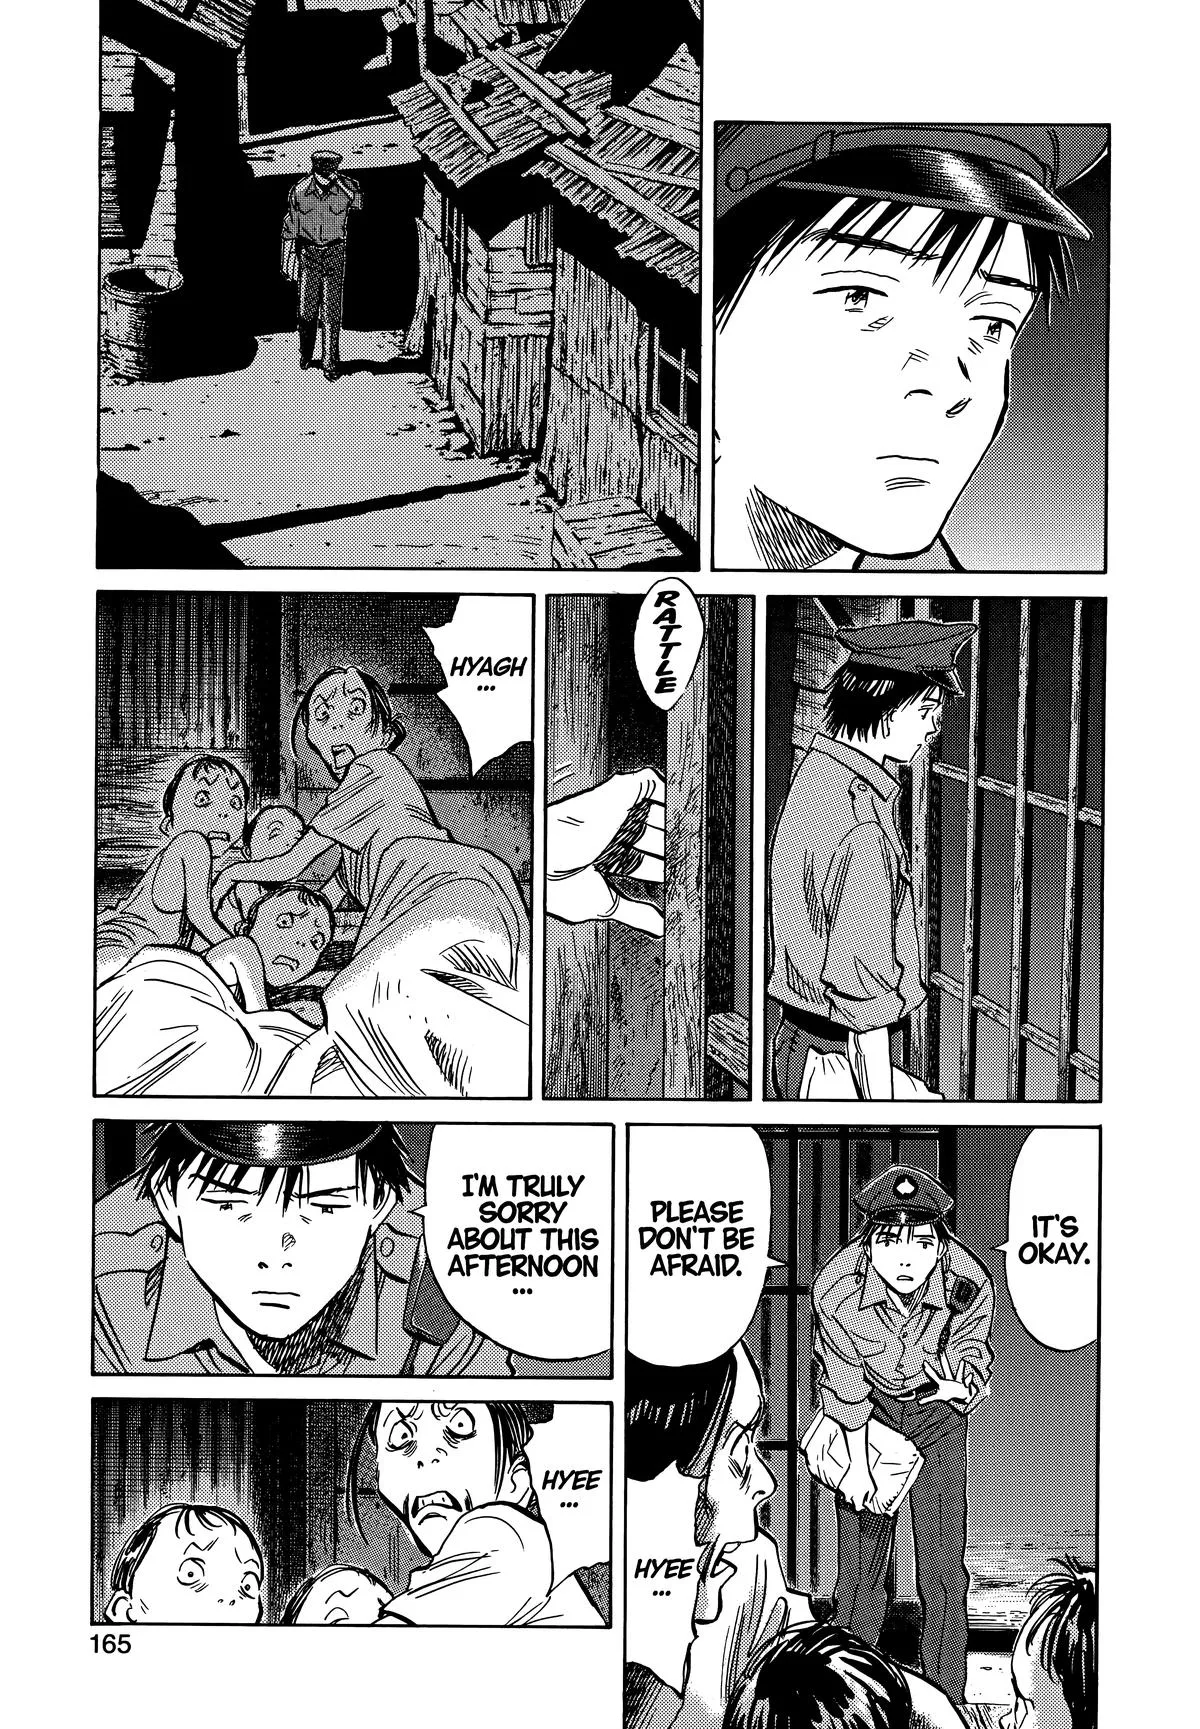 RATTLE
HYAGH
...
IT'S
OKAY.
PLEASE
DON'T BE
AFRAID.
HYEE
...
I'M TRULY
SORRY
ABOUT THIS
AFTERNOON
...
HYEE
...
165